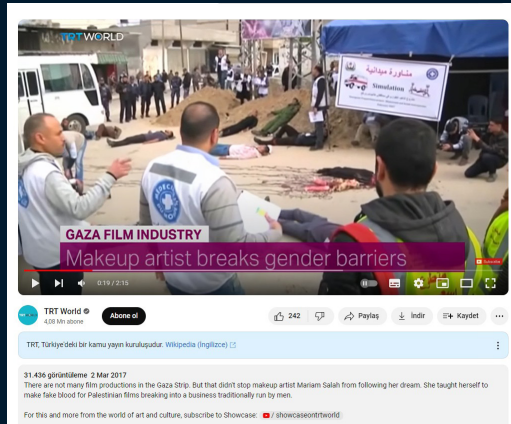 TRT WORLD
مناورة ميدانية
Simulation
MEDECINS
GAZA FILM INDUSTRY
Makeup artist breaks gender barriers
0:19 / 2:15
Subscribe
TRT World
4,08 Mn abone
Abone ol
242
Paylaş
İndir
Kaydet
TRT, Türkiye'deki bir kamu yayın kuruluşudur. Wikipedia (İngilizce)
31.436 görüntüleme 2 Mar 2017
There are not many film productions in the Gaza Strip. But that didn't stop makeup artist Mariam Salah from following her dream. She taught herself to
make fake blood for Palestinian films breaking into a business traditionally run by men.
For this and more from the world of art and culture, subscribe to Showcase: / showcaseontrtworld